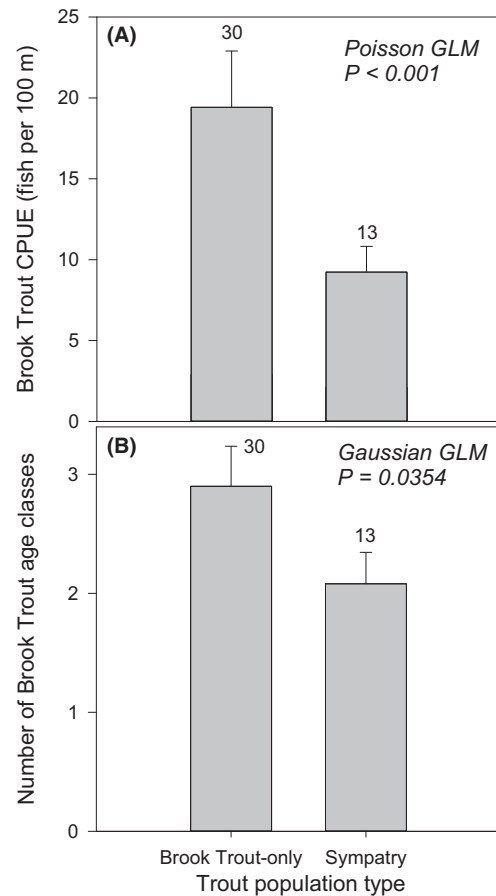 (A)
30
Poisson GLM
P < 0.001
13
25
20
15
10
5
0
Brook Trout CPUE (fish per 100 m)
(B)
30
Gaussian GLM
P = 0.0354
13
3
2
1
0
Number of Brook Trout age classes
Brook Trout-only
Sympatry
Trout population type